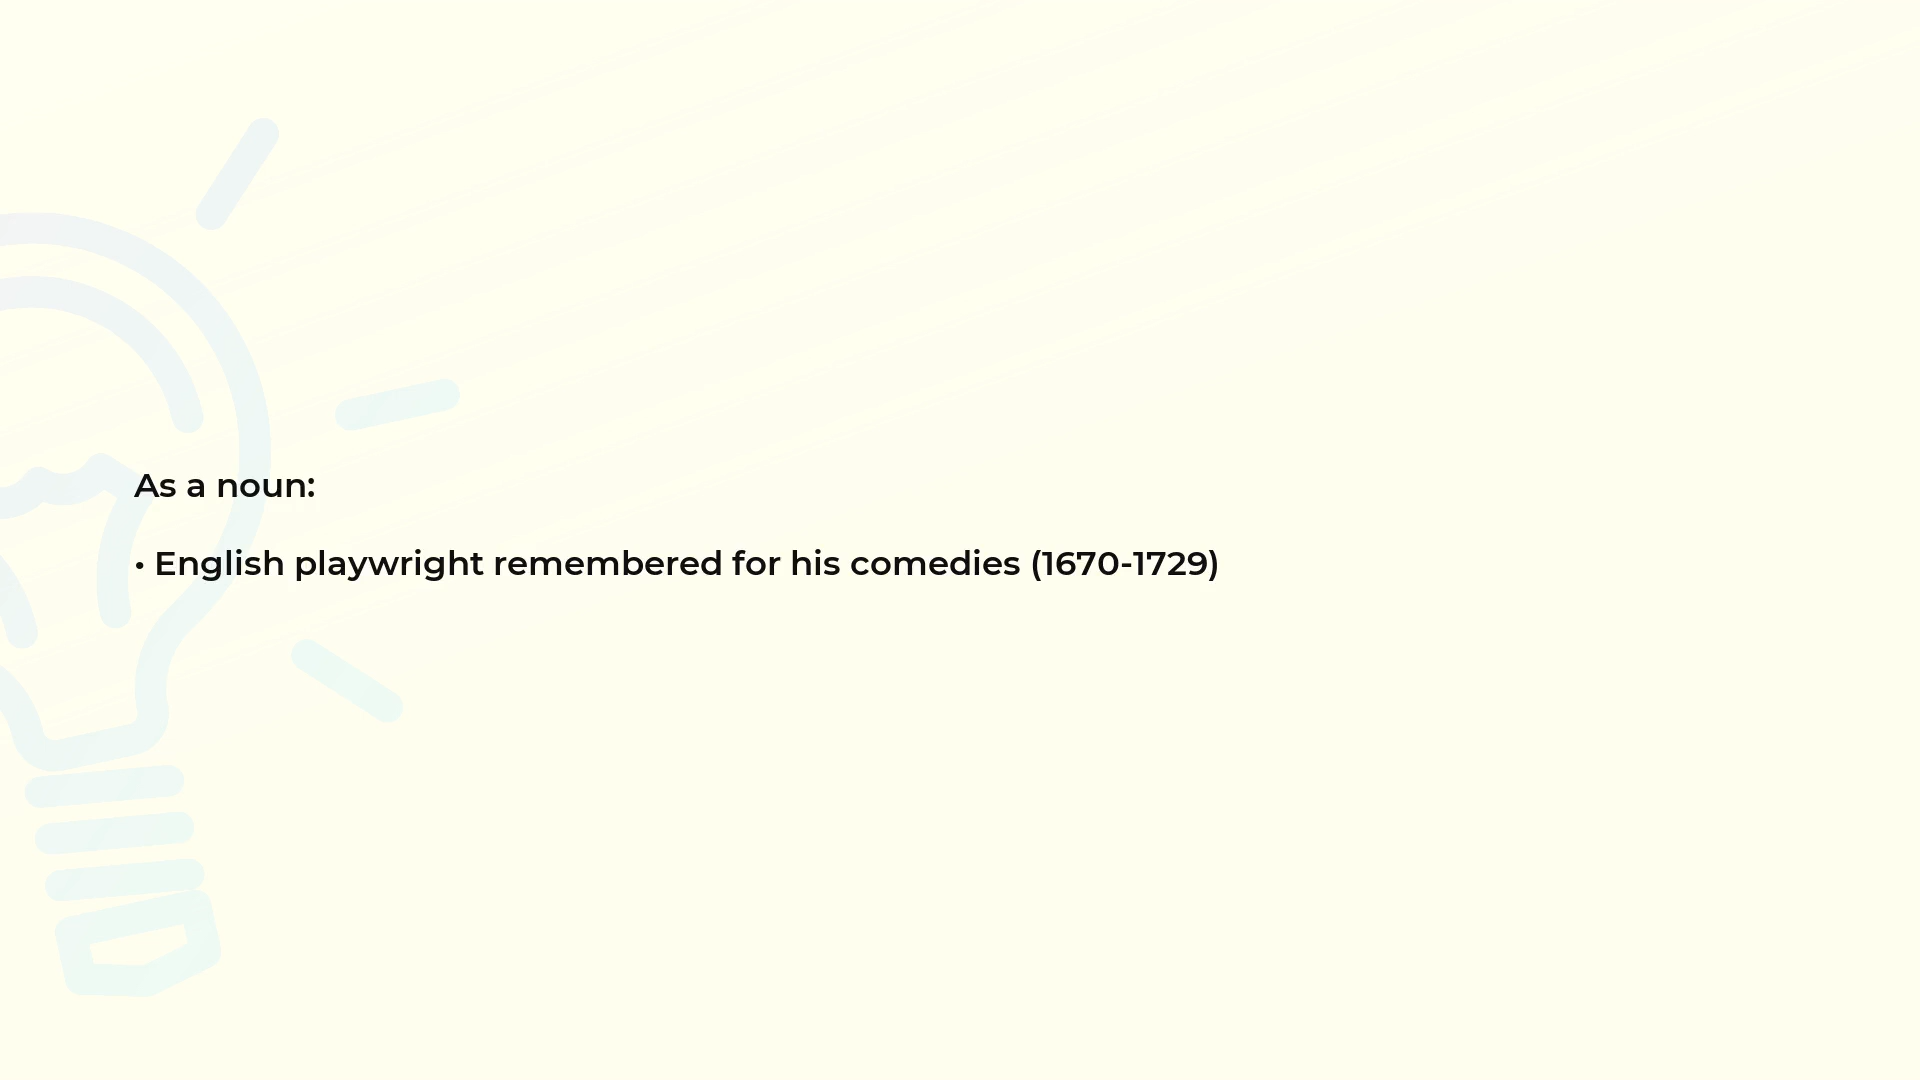 As a noun:
• English playwright remembered for his comedies (1670-1729)